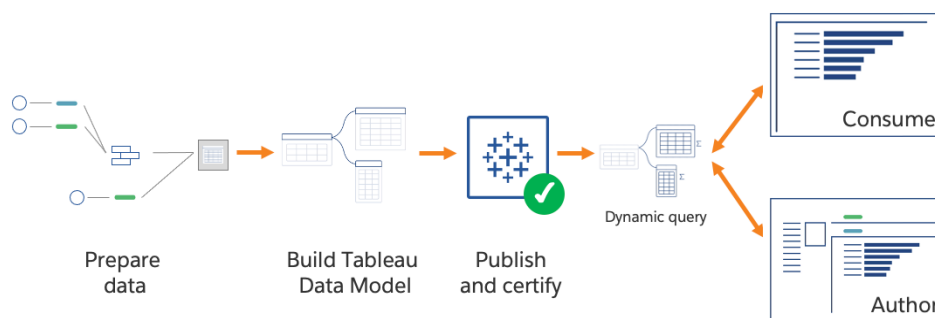 Prepare
data
Build Tableau
Data Model
Publish
and certify
Dynamic query
Σ
Σ
Consume
Author